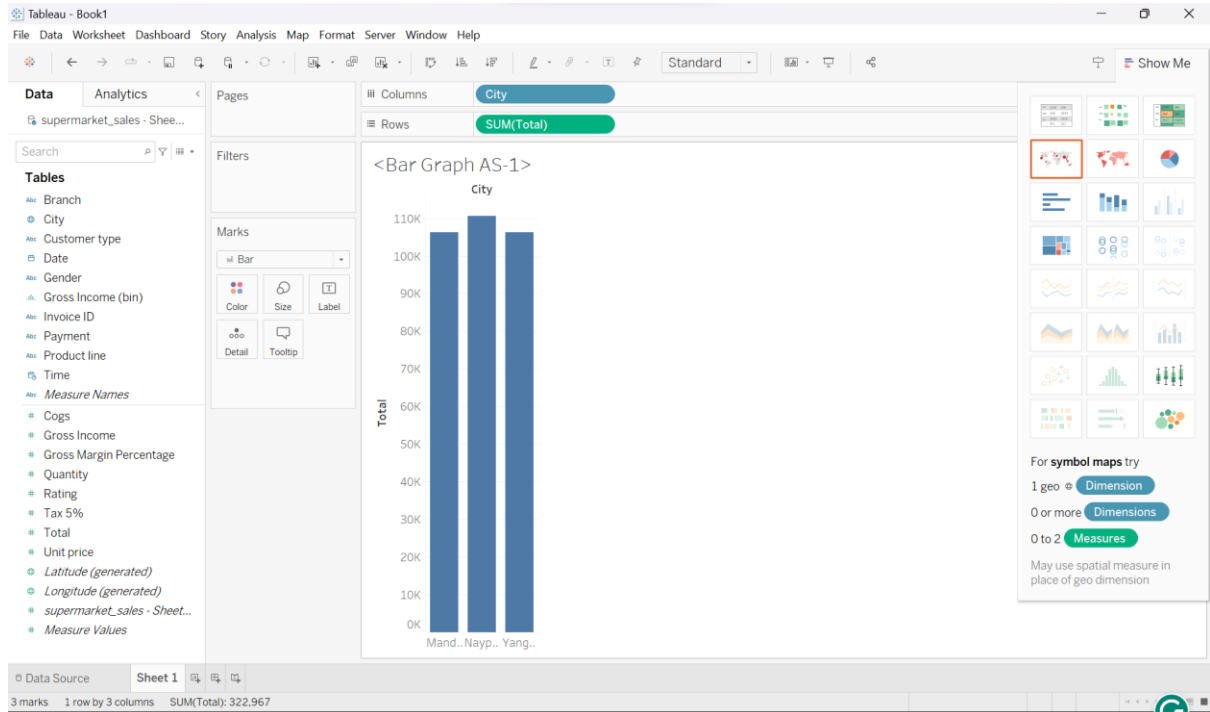 Tableau - Book1
File Data Worksheet Dashboard Story Analysis Map Format Server Window Help
Standard
Show Me
Data Analytics
supermarket_sales - Shee...
Search
Tables
Abc Branch
City
Abc Customer type
Date
Abc Gender
Gross Income (bin)
Abc Invoice ID
Abc Payment
Abc Product line
Time
Abc Measure Names
# Cogs
# Gross Income
# Gross Margin Percentage
# Quantity
# Rating
# Tax 5%
# Total
# Unit price
Latitude (generated)
Longitude (generated)
# supermarket_sales - Sheet...
# Measure Values
Pages
Filters
Marks
Bar
Color Size Label
Detail Tooltip
Columns City
Rows SUM(Total)
<Bar Graph AS-1>
City
Total
110K
100K
90K
80K
70K
60K
50K
40K
30K
20K
10K
0K
Mand.. Nayp.. Yang..
For symbol maps try
1 geo Dimension
0 or more Dimensions
0 to 2 Measures
May use spatial measure in
place of geo dimension
Data Source Sheet 1
3 marks 1 row by 3 columns SUM(Total): 322,967